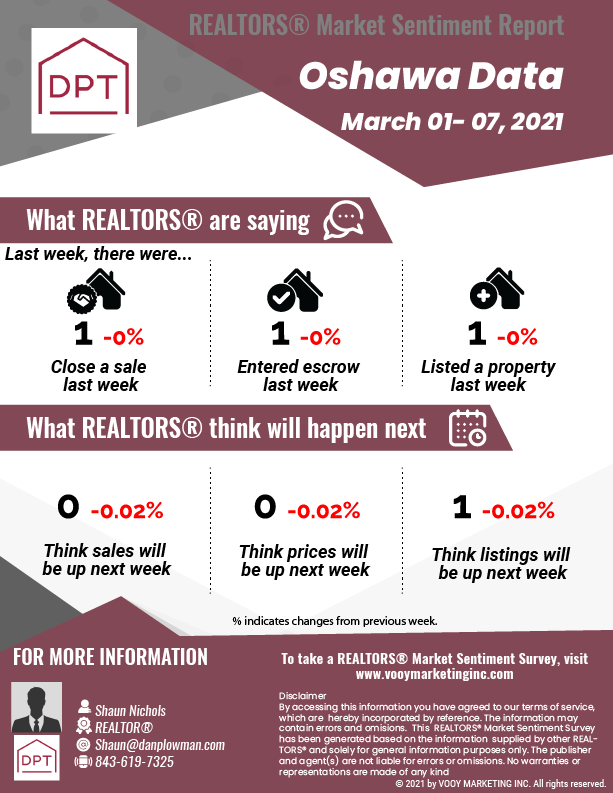 REALTORS® Market Sentiment Report
DPT
Oshawa Data
March 01- 07, 2021
What REALTORS® are saying
Last week, there were...
1 -0%
Close a sale
last week
1 -0%
Entered escrow
last week
1 -0%
Listed a property
last week
What REALTORS® think will happen next
0 -0.02%
Think sales will
be up next week
0 -0.02%
Think prices will
be up next week
1 -0.02%
Think listings will
be up next week
% indicates changes from previous week.
FOR MORE INFORMATION
Shaun Nichols
REALTOR®
Shaun@danplowman.com
843-619-7325
DPT
To take a REALTORS® Market Sentiment Survey, visit
www.vooymarketinginc.com
Disclaimer
By accessing this information you have agreed to our terms of service,
which are hereby incorporated by reference. The information may
contain errors and omisions. This REALTORS® Market Sentiment Survey
has been generated based on the information supplied by other REAL-
TORS® and solely for general information purposes only. The publisher
and agent(s) are not liable for errors or omissions. No warranties or
representations are made of any kind
© 2021 by VOOY MARKETING INC. All rights reserved.